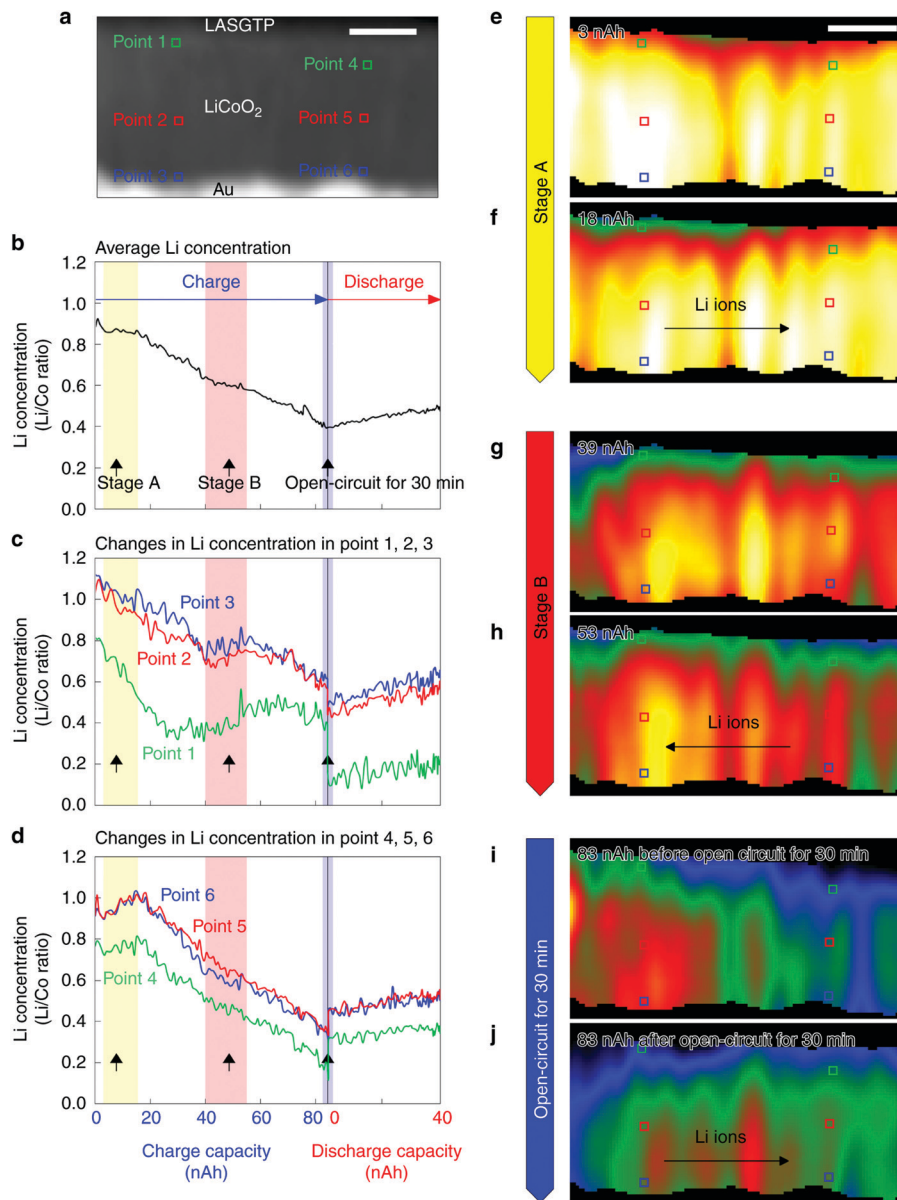 a
LASGTP
Point 1
Point 4
LiCoO2
Point 2
Point 5
Point 3
Point 6
Au
b
Average Li concentration
1.2
1.0
0.8
0.6
0.4
0.2
Li concentration
(Li/Co ratio)
Charge
Discharge
Stage A
Stage B
Open-circuit for 30 min
c
Changes in Li concentration in point 1, 2, 3
1.2
1.0
0.8
0.6
0.4
0.2
0.0
Li concentration
(Li/Co ratio)
Point 3
Point 2
Point 1
d
Changes in Li concentration in point 4, 5, 6
1.2
1.0
0.8
0.6
0.4
0.2
0.0
Li concentration
(Li/Co ratio)
Point 6
Point 5
Point 4
0 20 40 60 80 0 40
Charge capacity
(nAh)
Discharge capacity
(nAh)
Stage A
e
3 nAh
f
18 nAh
Li ions
Stage B
g
39 nAh
h
53 nAh
Li ions
Open-circuit for 30 min
i
83 nAh before open circuit for 30 min
j
83 nAh after open-circuit for 30 min
Li ions